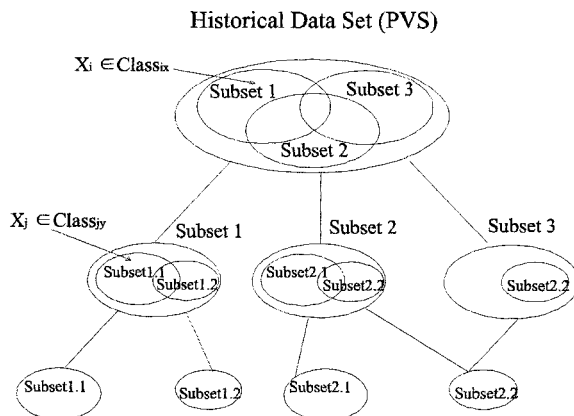 Historical Data Set (PVS)
Xi ∈Classix
Subset 1
Subset 3
Subset 2
Xj ∈Classjy
Subset 1
Subset 2
Subset 3
Subset1.1
Subset1.2
Subset2.1
Subset2.2
Subset2.2
Subset1.1
Subset1.2
Subset2.1
Subset2.2